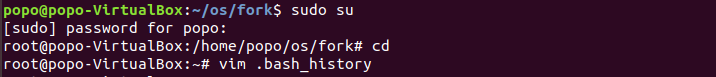 popo@popo-VirtualBox:~/os/fork$ sudo su
[sudo] password for popo:
root@popo-VirtualBox:/home/popo/os/fork# cd
root@popo-VirtualBox:~# vim .bash_history